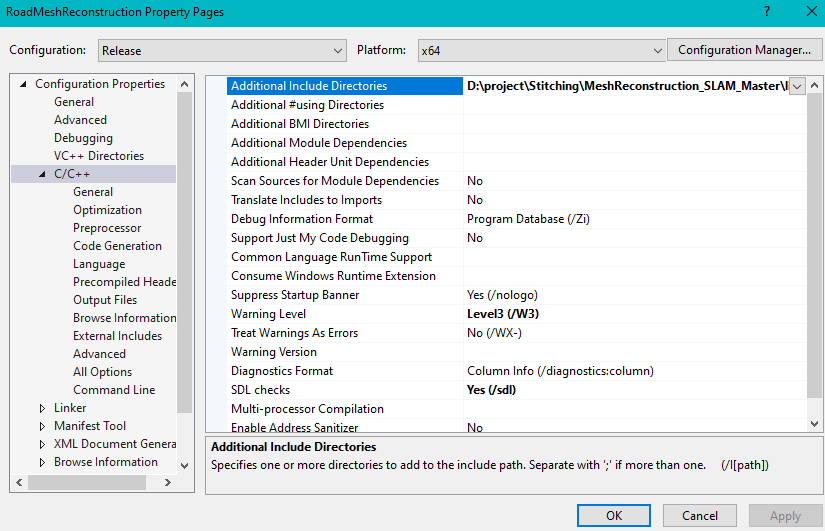 RoadMeshReconstruction Property Pages ?
Configuration: Release Platform: x64 Configuration Manager...
Configuration Properties
General
Advanced
Debugging
VC++ Directories
C/C++
General
Optimization
Preprocessor
Code Generation
Language
Precompiled Heade
Output Files
Browse Information
External Includes
Advanced
All Options
Command Line
Linker
Manifest Tool
XML Document Genera
Browse Information
Additional Include Directories D:\project\Stitching\MeshReconstruction_SLAM_Master\
Additional #using Directories
Additional BMI Directories
Additional Module Dependencies
Additional Header Unit Dependencies
Scan Sources for Module Dependencies No
Translate Includes to Imports No
Debug Information Format Program Database (/Zi)
Support Just My Code Debugging No
Common Language RunTime Support
Consume Windows Runtime Extension
Suppress Startup Banner Yes (/nologo)
Warning Level Level3 (/W3)
Treat Warnings As Errors No (/WX-)
Warning Version
Diagnostics Format Column Info (/diagnostics:column)
SDL checks Yes (/sdl)
Multi-processor Compilation
Enable Address Sanitizer No
Additional Include Directories
Specifies one or more directories to add to the include path. Separate with ';' if more than one. (/I[path])
OK Cancel Apply